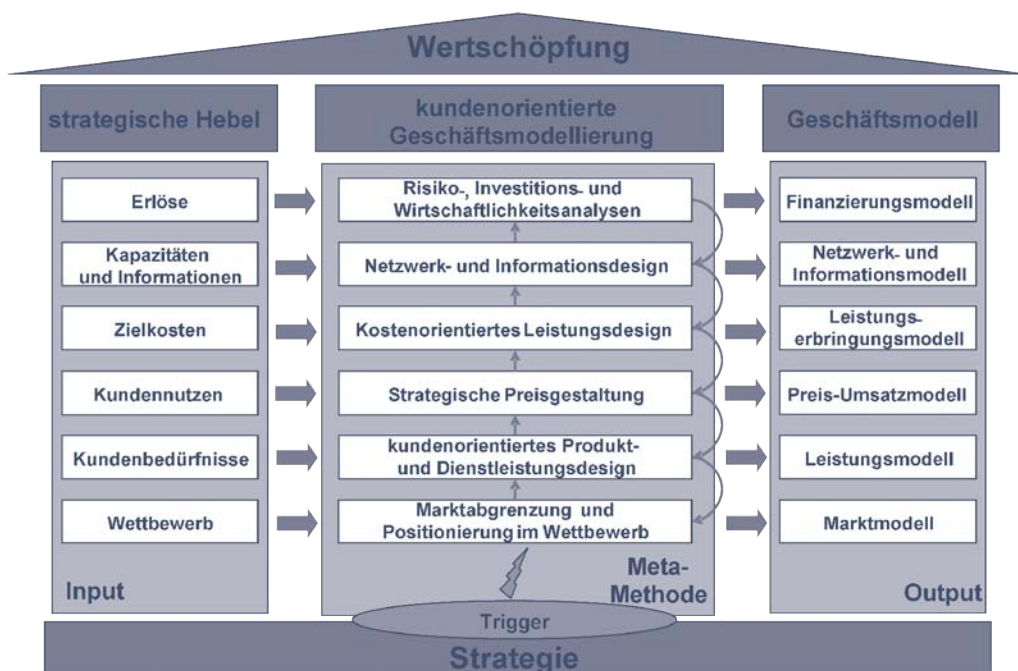 Wertschöpfung
strategische Hebel
kundenorientierte
Geschäftsmodellierung
Geschäftsmodell
Erlöse
Risiko-, Investitions- und
Wirtschaftlichkeitsanalysen
Finanzierungsmodell
Kapazitäten
und Informationen
Netzwerk- und Informationsdesign
Netzwerk- und
Informationsmodell
Zielkosten
Kostenorientiertes Leistungsdesign
Leistungs-
erbringungsmodell
Kundennutzen
Strategische Preisgestaltung
Preis-Umsatzmodell
Kundenbedürfnisse
kundenorientiertes Produkt-
und Dienstleistungsdesign
Leistungsmodell
Wettbewerb
Marktabgrenzung und
Positionierung im Wettbewerb
Marktmodell
Input
Meta-
Methode
Output
Trigger
Strategie